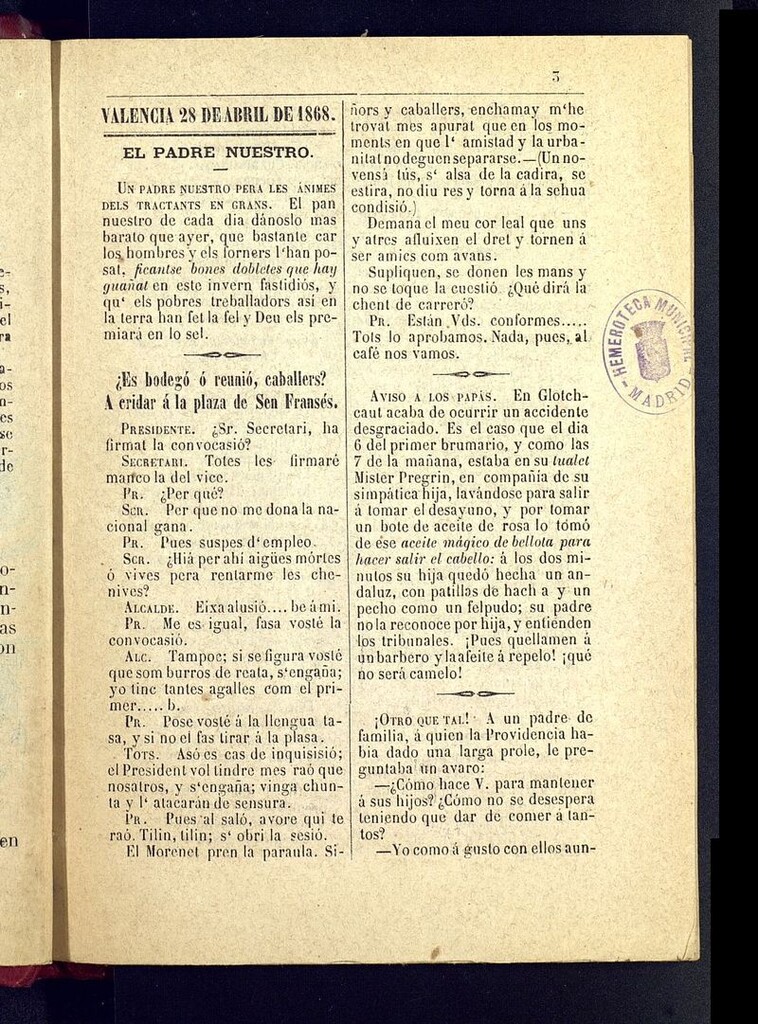 3
VALENCIA 28 DE ABRIL DE 1868.
EL PADRE NUESTRO.
UN PADRE NUESTRO PERA LES ÁNIMES
DELS TRACTANTS EN GRANS. El pan
nuestro de cada dia dánoslo mas
barato que ayer, que bastante car
los hombres y els forners l'han po-
sat, ficantse bones dobletes que hay
guañat en este invern fastidiós, y
qu' els pobres treballadors así en
la terra han fet la fel y Deu els pre-
miará en lo sel.
¿Es bodegó ó reunió, caballers?
A cridar á la plaza de Sen Fransés.
PRESIDENTE. ¿Sr. Secretari, ha
firmat la convocasió?
SECRETARI. Totes les firmaré
manco la del vice.
PR. ¿Per qué?
SCR. Per que no me dona la na-
cional gana.
PR. Pues suspes d'empleo.
SCR. ¿Hiá per ahí aigües mórtes
ó vives pera rentarme les che-
nives?
ALCALDE. Eixa alusió.... be á mi.
PR. Me es igual, fasa vosté la
convocasió.
ALC. Tampoc; si se figura vosté
que som burros de reata, s'engaña;
yo tinc tantes agalles com el pri-
mer..... b.
PR. Pose vosté á la llengua ta-
sa, y si no el fas tirar á la plasa.
TOTS. Asó es cas de inquisisió;
el President vol tindre mes raó que
nosatros, y s'engaña; vinga chun-
ta y l' atacarán de sensura.
PR. Pues al saló, avore qui te
raó. Tilin, tilin; s' obri la sesió.
El Morenet pren la paraula. Si-
ñors y caballers, enchamay m'he
trovat mes apurat que en los mo-
ments en que l' amistad y la urba-
nitat no deguen separarse.—(Un no-
vensá tús, s' alsa de la cadira, se
estira, no diu res y torna á la sehua
condisió.)
Demana el meu cor leal que uns
y atres afluixen el dret y tornen á
ser amics com avans.
Supliquen, se donen les mans y
no se toque la cuestió. ¿Qué dirá la
chent de carreró?
PR. Están Vds. conformes.....
Tots lo aprobamos. Nada, pues, al
café nos vamos.
AVISO A LOS PAPÁS. En Glotch-
caut acaba de ocurrir un accidente
desgraciado. Es el caso que el dia
6 del primer brumario, y como las
7 de la mañana, estaba en su tualet
Mister Pregrin, en compañía de su
simpática hija, lavándose para salir
á tomar el desayuno, y por tomar
un bote de aceite de rosa lo tomó
de ése aceite mágico de bellota para
hacer salir el cabello: á los dos mi-
nutos su hija quedó hecha un an-
daluz, con patillas de hach a y un
pecho como un felpudo; su padre
no la reconoce por hija, y entienden
los tribunales. ¡Pues que llamen á
un barbero y la afeite á repelo! ¡qué
no será camelo!
¡OTRO QUE TAL! A un padre de
familia, á quien la Providencia ha-
bia dado una larga prole, le pre-
guntaba un avaro:
—¿Cómo hace V. para mantener
á sus hijos? ¿Cómo no se desespera
teniendo que dar de comer á tan-
tos?
—Yo como á gusto con ellos aun-
HEMEROTECA MUNICIPAL
MADRID